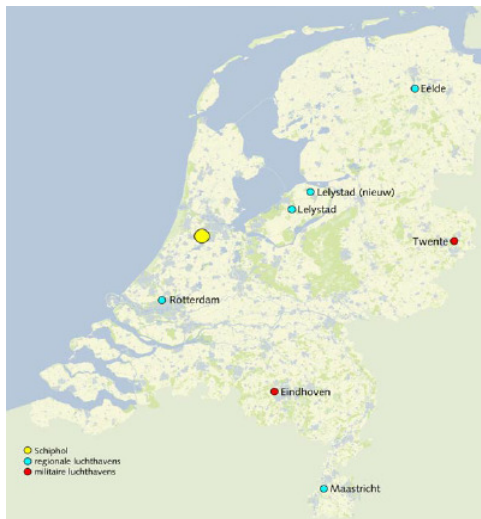 Eelde
Lelystad (nieuw)
Lelystad
Twente
Rotterdam
Eindhoven
Schiphol
regionale luchthavens
militaire luchthavens
Maastricht